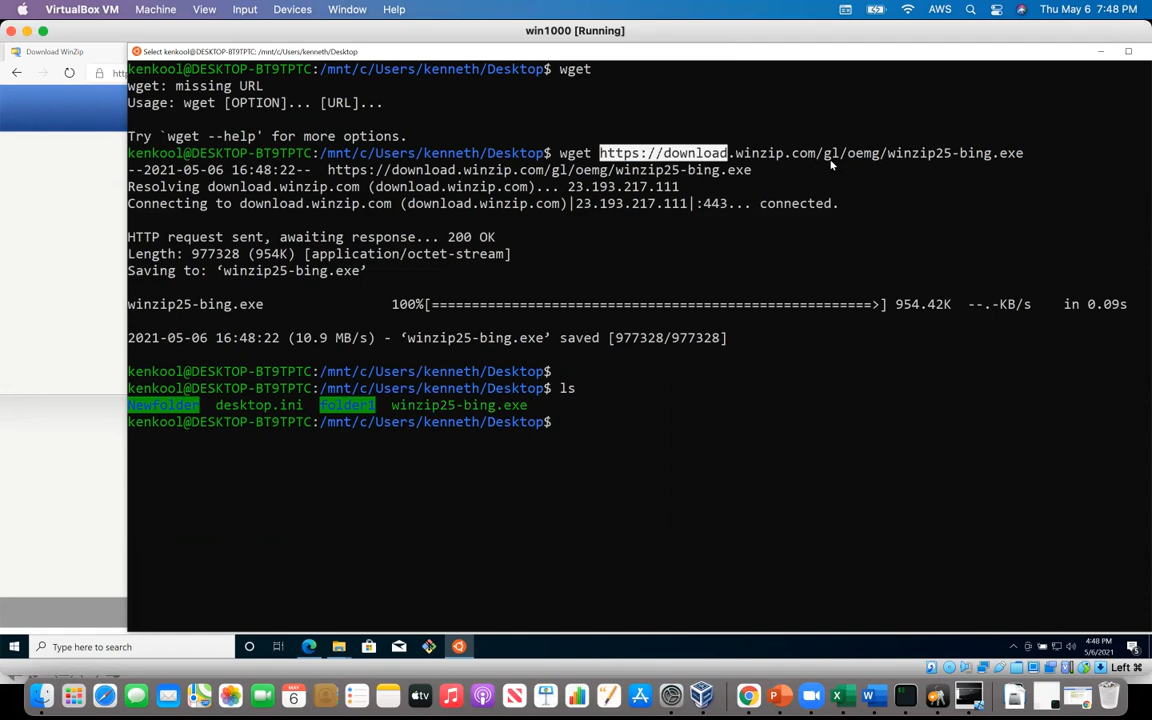 VirtualBox VM Machine View Input Devices Window Help AWS Thu May 6 7:48 PM
win1000 [Running]
Download WinZip
Select kenkool@DESKTOP-BT9TPTC: /mnt/c/Users/kenneth/Desktop
kenkool@DESKTOP-BT9TPTC:/mnt/c/Users/kenneth/Desktop$ wget
wget: missing URL
Usage: wget [OPTION]... [URL]...
Try `wget --help' for more options.
kenkool@DESKTOP-BT9TPTC:/mnt/c/Users/kenneth/Desktop$ wget https://download.winzip.com/gl/oemg/winzip25-bing.exe
--2021-05-06 16:48:22-- https://download.winzip.com/gl/oemg/winzip25-bing.exe
Resolving download.winzip.com (download.winzip.com)... 23.193.217.111
Connecting to download.winzip.com (download.winzip.com)|23.193.217.111|:443... connected.
HTTP request sent, awaiting response... 200 OK
Length: 977328 (954K) [application/octet-stream]
Saving to: ‘winzip25-bing.exe’
winzip25-bing.exe 100%[==================================================>] 954.42K --.-KB/s in 0.09s
2021-05-06 16:48:22 (10.9 MB/s) - ‘winzip25-bing.exe’ saved [977328/977328]
kenkool@DESKTOP-BT9TPTC:/mnt/c/Users/kenneth/Desktop$
kenkool@DESKTOP-BT9TPTC:/mnt/c/Users/kenneth/Desktop$ ls
Newfolder desktop.ini folder1 winzip25-bing.exe
kenkool@DESKTOP-BT9TPTC:/mnt/c/Users/kenneth/Desktop$
Type here to search
4:48 PM
5/6/2021
Left ⌘